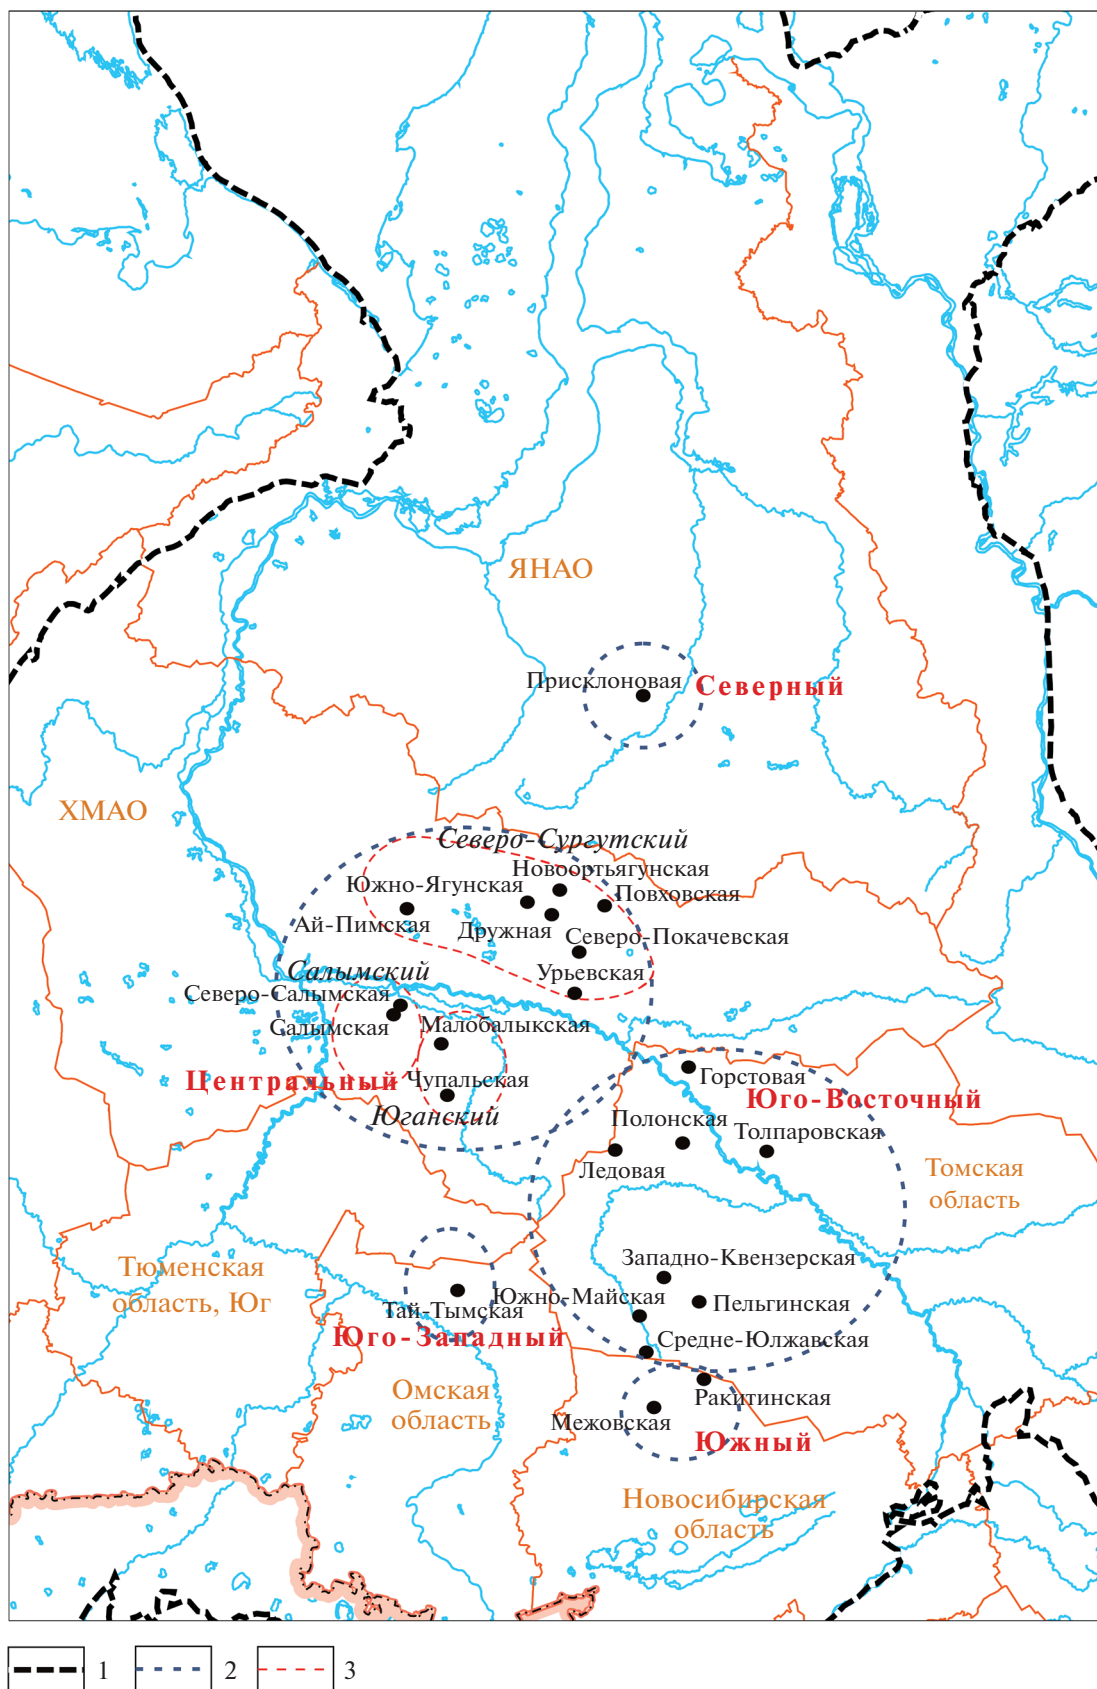 ЯНАО
Присклоновая
Северный
ХМАО
Северо-Сургутский
Новоортьягунская
Южно-Ягунская
Повховская
Ай-Пимская
Дружная
Северо-Покачевская
Урьевская
Салымский
Северо-Салымская
Салымская
Малобалыкская
Центральный
Чупальская
Юганский
Горстовая
Юго-Восточный
Полонская
Толпаровская
Ледовая
Томская
область
Западно-Квензерская
Тюменская
область, Юг
Южно-Майская
Пельгинская
Тай-Тымская
Юго-Западный
Средне-Юлжавская
Омская
область
Ракитинская
Межовская
Южный
Новосибирская
область
1 2 3